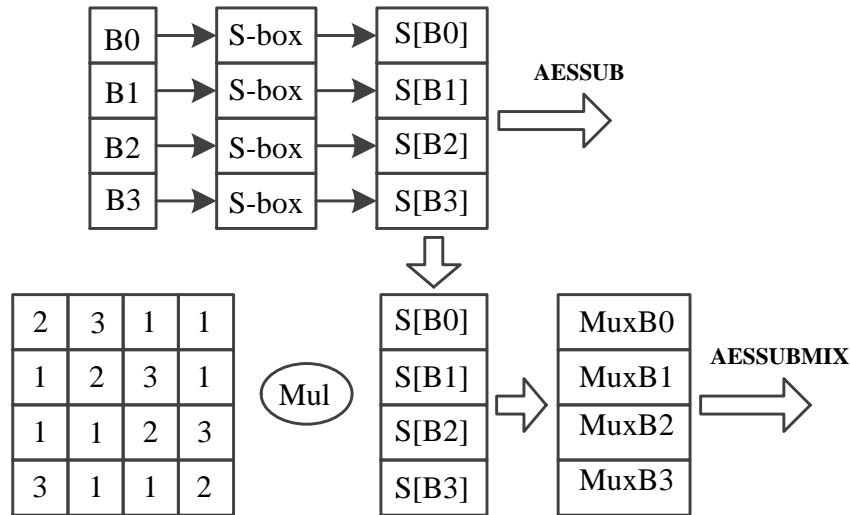 B0 S-box S[B0]
B1 S-box S[B1]
AESSUB
B2 S-box S[B2]
B3 S-box S[B3]
2 3 1 1 S[B0] MuxB0
1 2 3 1 Mul S[B1] MuxB1
AESSUBMIX
1 1 2 3 S[B2] MuxB2
3 1 1 2 S[B3] MuxB3